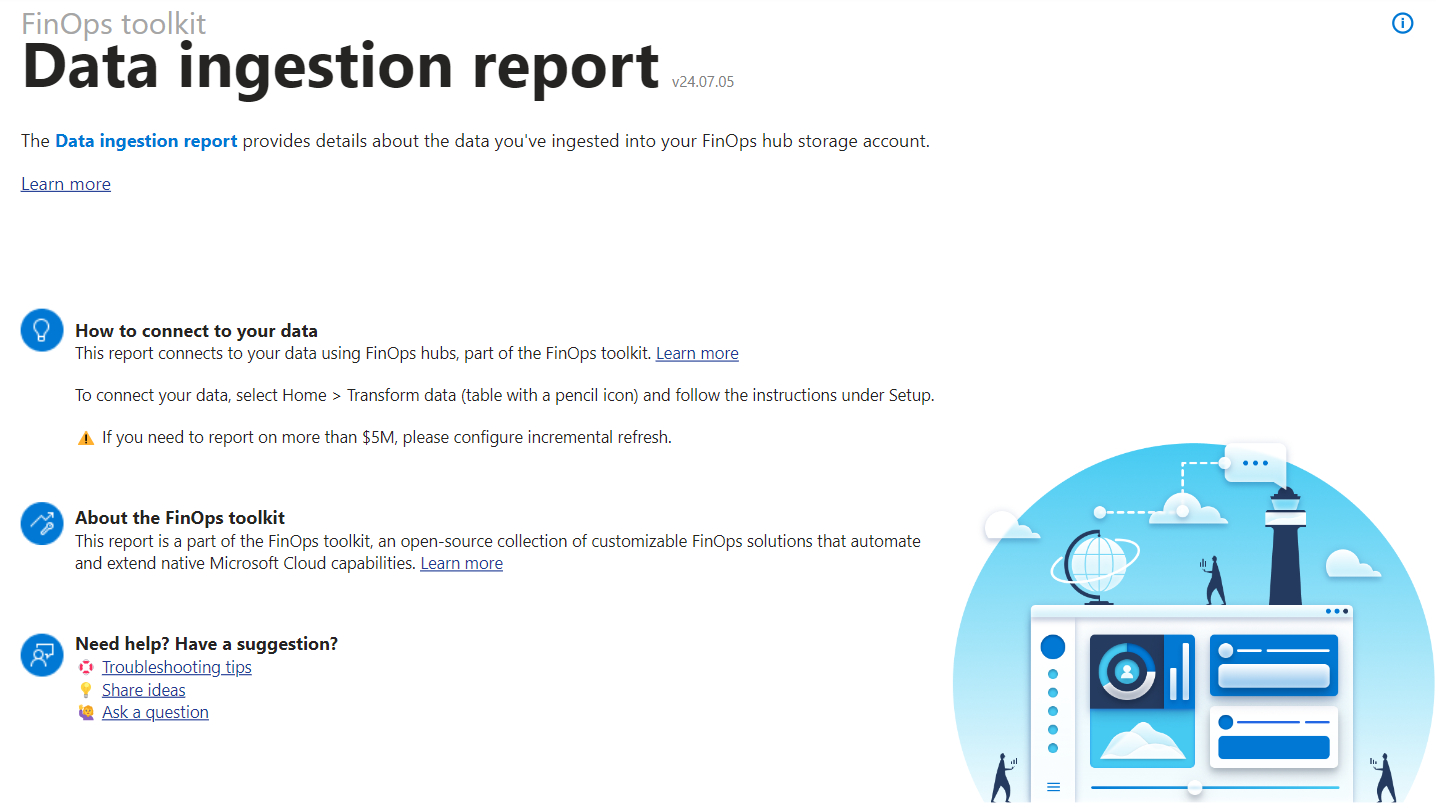 FinOps toolkit
Data ingestion report v24.07.05
The Data ingestion report provides details about the data you've ingested into your FinOps hub storage account.
Learn more
How to connect to your data
This report connects to your data using FinOps hubs, part of the FinOps toolkit. Learn more
To connect your data, select Home > Transform data (table with a pencil icon) and follow the instructions under Setup.
⚠️ If you need to report on more than $5M, please configure incremental refresh.
About the FinOps toolkit
This report is a part of the FinOps toolkit, an open-source collection of customizable FinOps solutions that automate
and extend native Microsoft Cloud capabilities. Learn more
Need help? Have a suggestion?
Troubleshooting tips
Share ideas
Ask a question